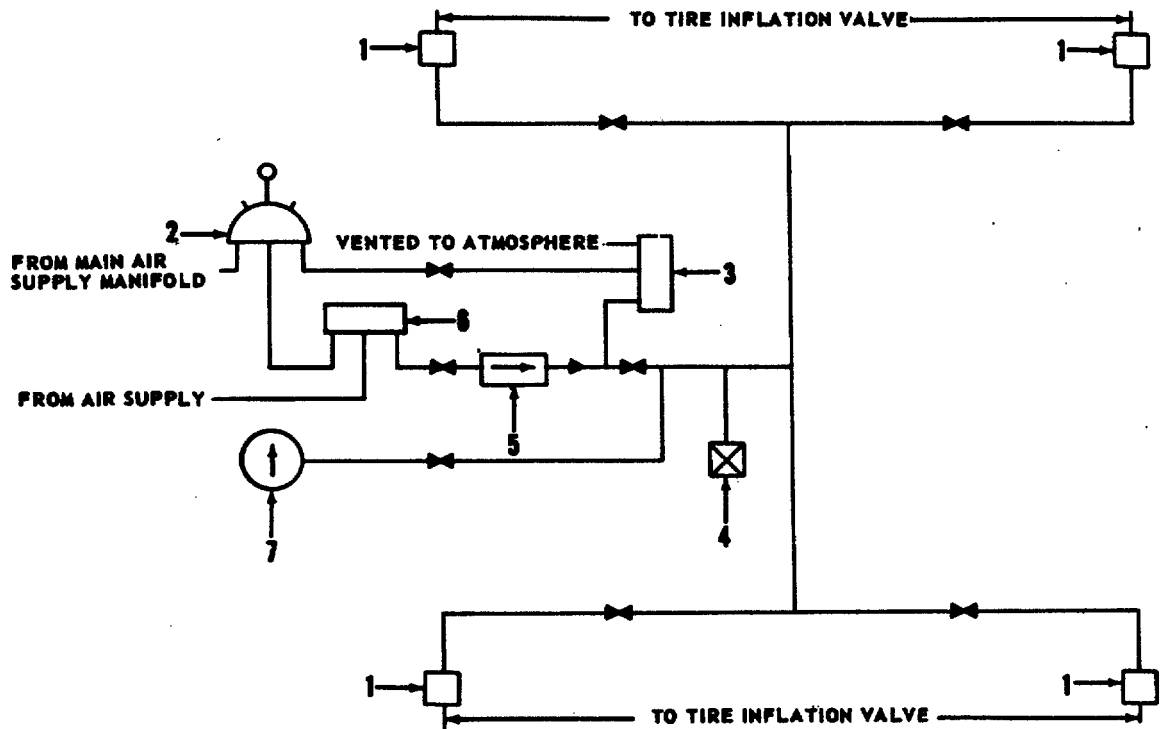 TO TIRE INFLATION VALVE
1
1
2
VENTED TO ATMOSPHERE
FROM MAIN AIR
SUPPLY MANIFOLD
3
6
FROM AIR SUPPLY
5
4
7
1
1
TO TIRE INFLATION VALVE